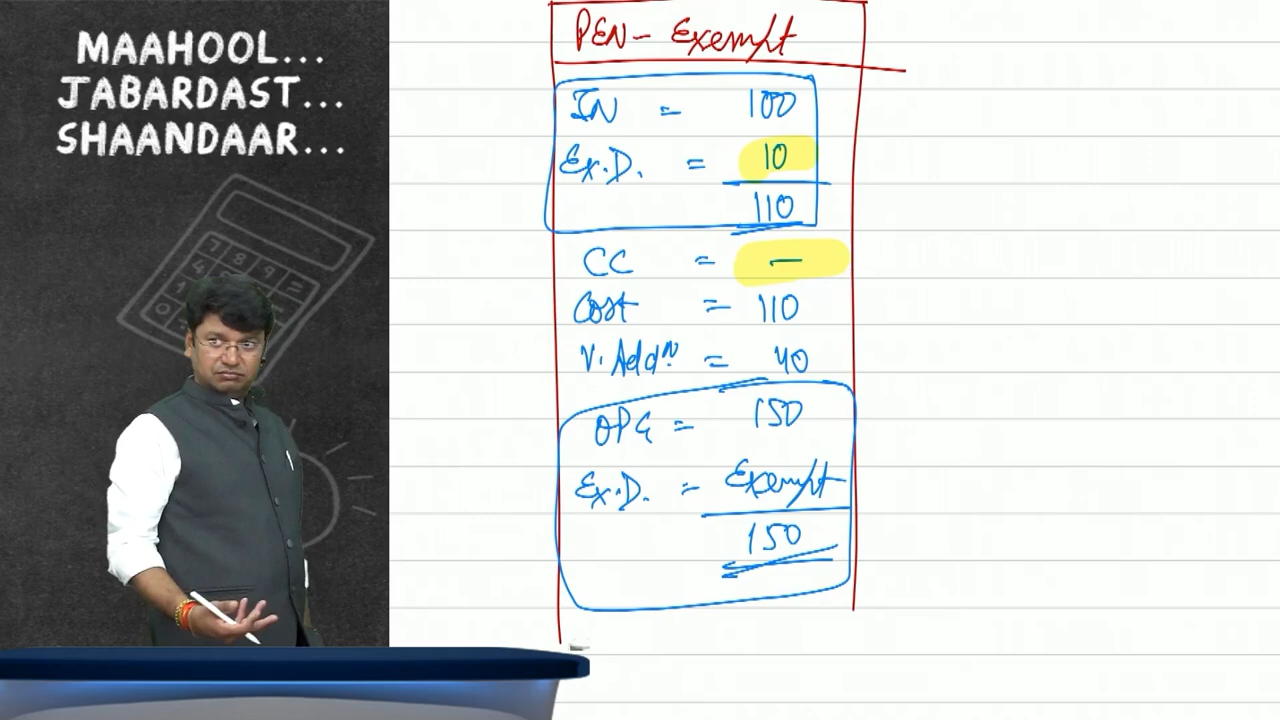 MAAHOOL...
JABARDAST...
SHAANDAAR...
PEN - Exempt
IN = 100
Ex.D. = 10
110
CC = —
Cost = 110
V. Addⁿ = 40
OPG = 150
Ex.D. = Exempt
150